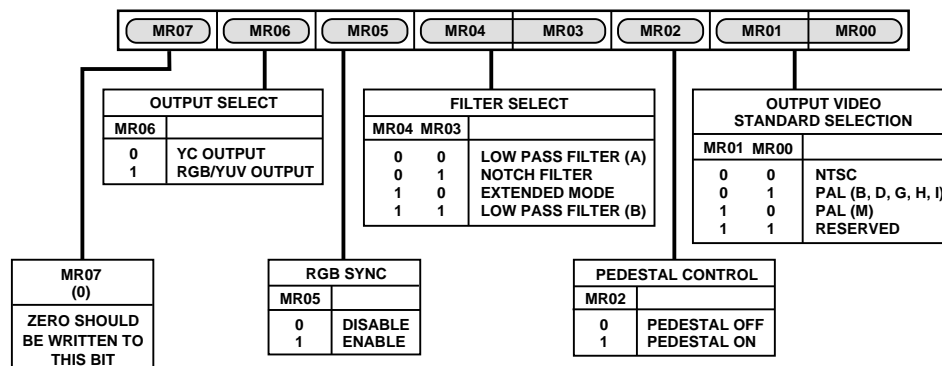 MR07 MR06 MR05 MR04 MR03 MR02 MR01 MR00
OUTPUT SELECT
MR06
0 YC OUTPUT
1 RGB/YUV OUTPUT
FILTER SELECT
MR04 MR03
0 0 LOW PASS FILTER (A)
0 1 NOTCH FILTER
1 0 EXTENDED MODE
1 1 LOW PASS FILTER (B)
OUTPUT VIDEO
STANDARD SELECTION
MR01 MR00
0 0 NTSC
0 1 PAL (B, D, G, H, I)
1 0 PAL (M)
1 1 RESERVED
MR07
(0)
ZERO SHOULD
BE WRITTEN TO
THIS BIT
RGB SYNC
MR05
0 DISABLE
1 ENABLE
PEDESTAL CONTROL
MR02
0 PEDESTAL OFF
1 PEDESTAL ON